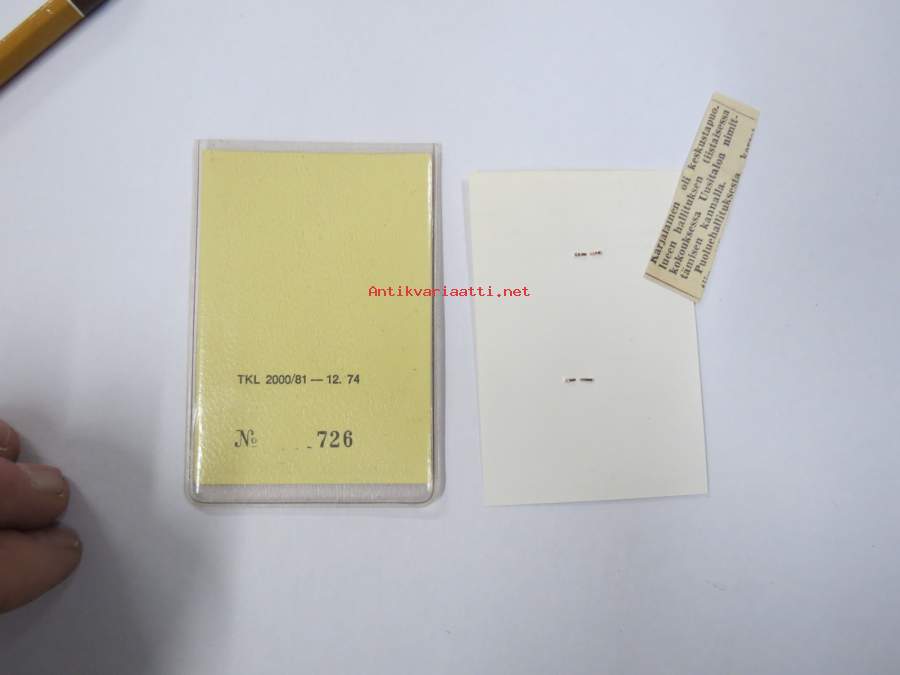 TKL 2000/81 — 12. 74
№ 726
Antikvariaatti.net
Karjalainen oli keskustapuo-
lueen hallituksen tiistaisessa
kokouksessa Uusitalon nimit-
tämisen kannalla.
Puoluehallituksesta